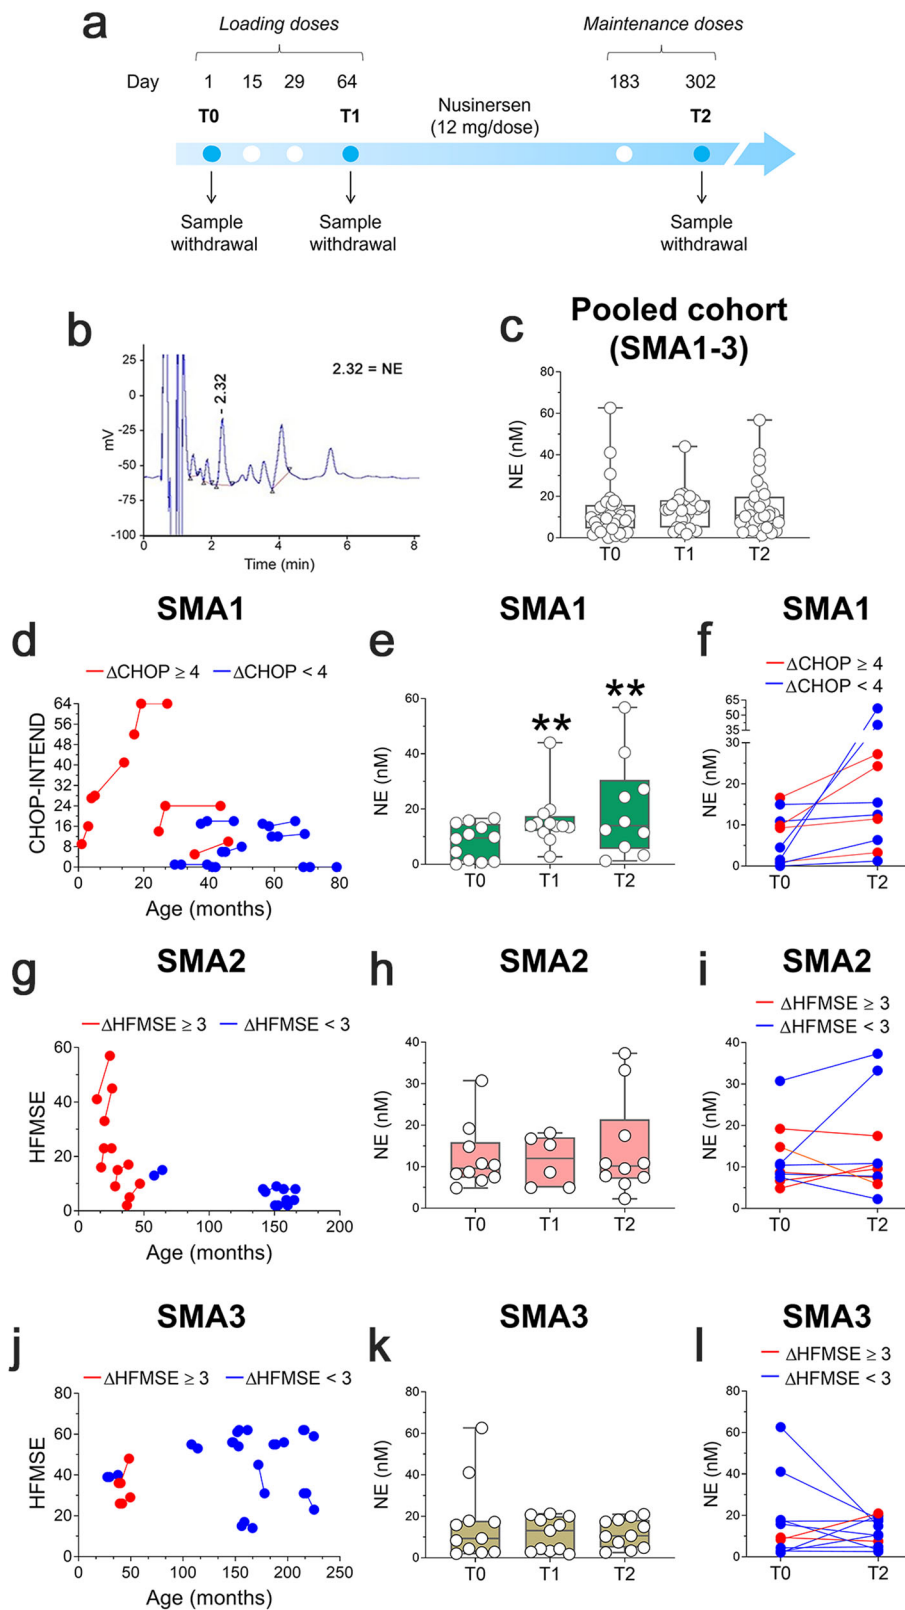 a
Loading doses
Maintenance doses
Day 1 15 29 64 183 302
T0 T1 T2
Nusinersen
(12 mg/dose)
Sample
withdrawal
Sample
withdrawal
Sample
withdrawal
b
25
0
-25
-50
-75
-100
mV
- 2.32
2.32 = NE
0 2 4 6 8
Time (min)
c
Pooled cohort
(SMA1-3)
80
60
40
20
0
NE (nM)
T0 T1 T2
d
SMA1
ΔCHOP ≥ 4 ΔCHOP < 4
64
56
48
40
32
24
16
8
0
CHOP-INTEND
0 20 40 60 80
Age (months)
e
SMA1
** **
60
40
20
0
NE (nM)
T0 T1 T2
f
SMA1
ΔCHOP ≥ 4
ΔCHOP < 4
65
50
35
30
20
10
0
NE (nM)
T0 T2
g
SMA2
ΔHFMSE ≥ 3 ΔHFMSE < 3
60
40
20
0
HFMSE
0 50 100 150 200
Age (months)
h
SMA2
40
30
20
10
0
NE (nM)
T0 T1 T2
i
SMA2
ΔHFMSE ≥ 3
ΔHFMSE < 3
40
30
20
10
0
NE (nM)
T0 T2
j
SMA3
ΔHFMSE ≥ 3 ΔHFMSE < 3
80
60
40
20
0
HFMSE
0 50 100 150 200 250
Age (months)
k
SMA3
80
60
40
20
0
NE (nM)
T0 T1 T2
l
SMA3
ΔHFMSE ≥ 3
ΔHFMSE < 3
80
60
40
20
0
NE (nM)
T0 T2